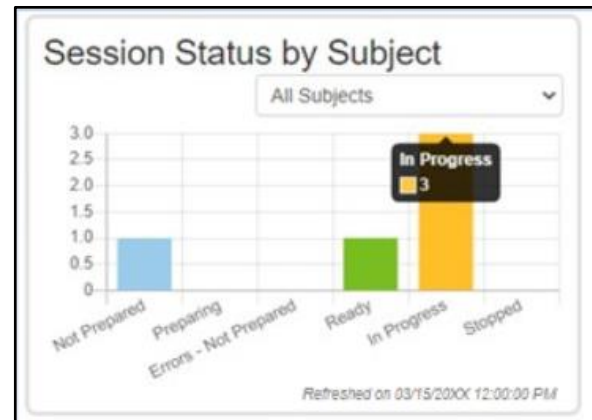 Session Status by Subject
All Subjects
3.0
In Progress
2.5
3
2.0
1.5
1.0
0.5
0
Not Prepared
Preparing
Errors - Not Prepared
Ready
In Progress
Stopped
Refreshed on 03/15/20XX 12:00:00 PM